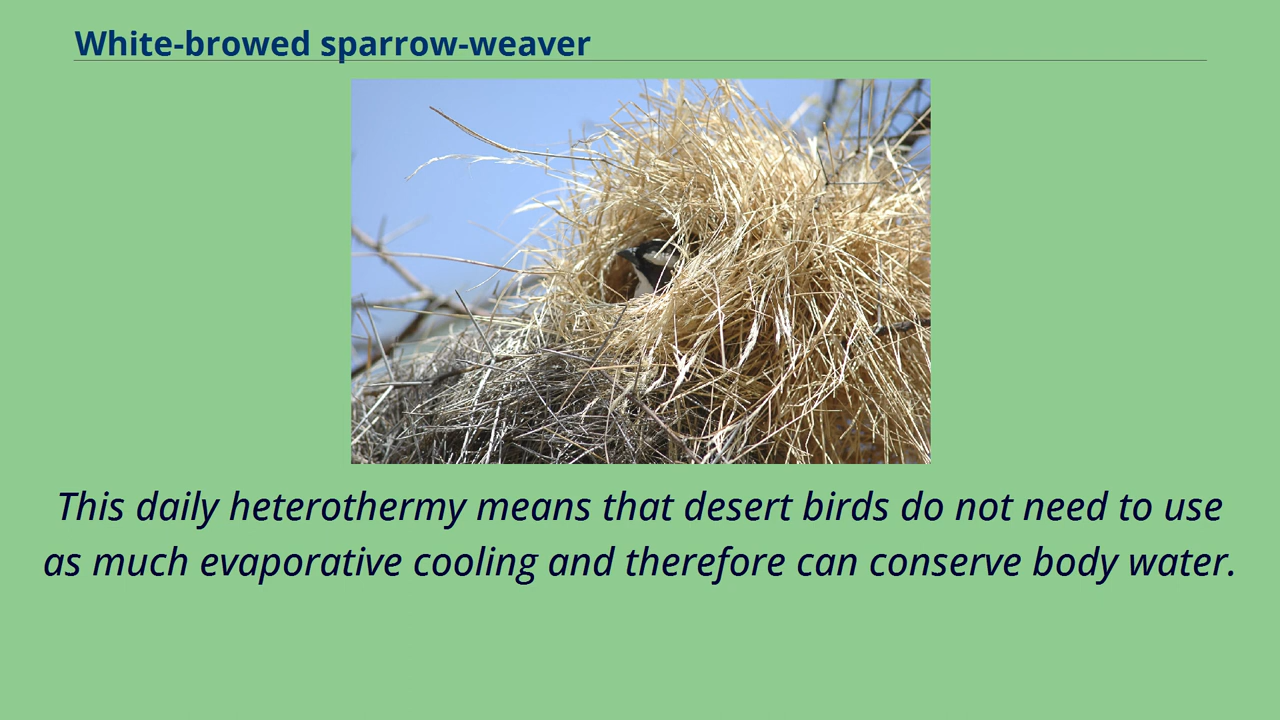 White-browed sparrow-weaver
This daily heterothermy means that desert birds do not need to use
as much evaporative cooling and therefore can conserve body water.